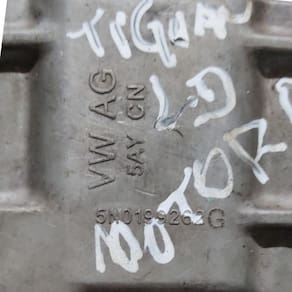 TIGUAN
VW AG
5AY CN
LD
5N0199262G
MOTOR